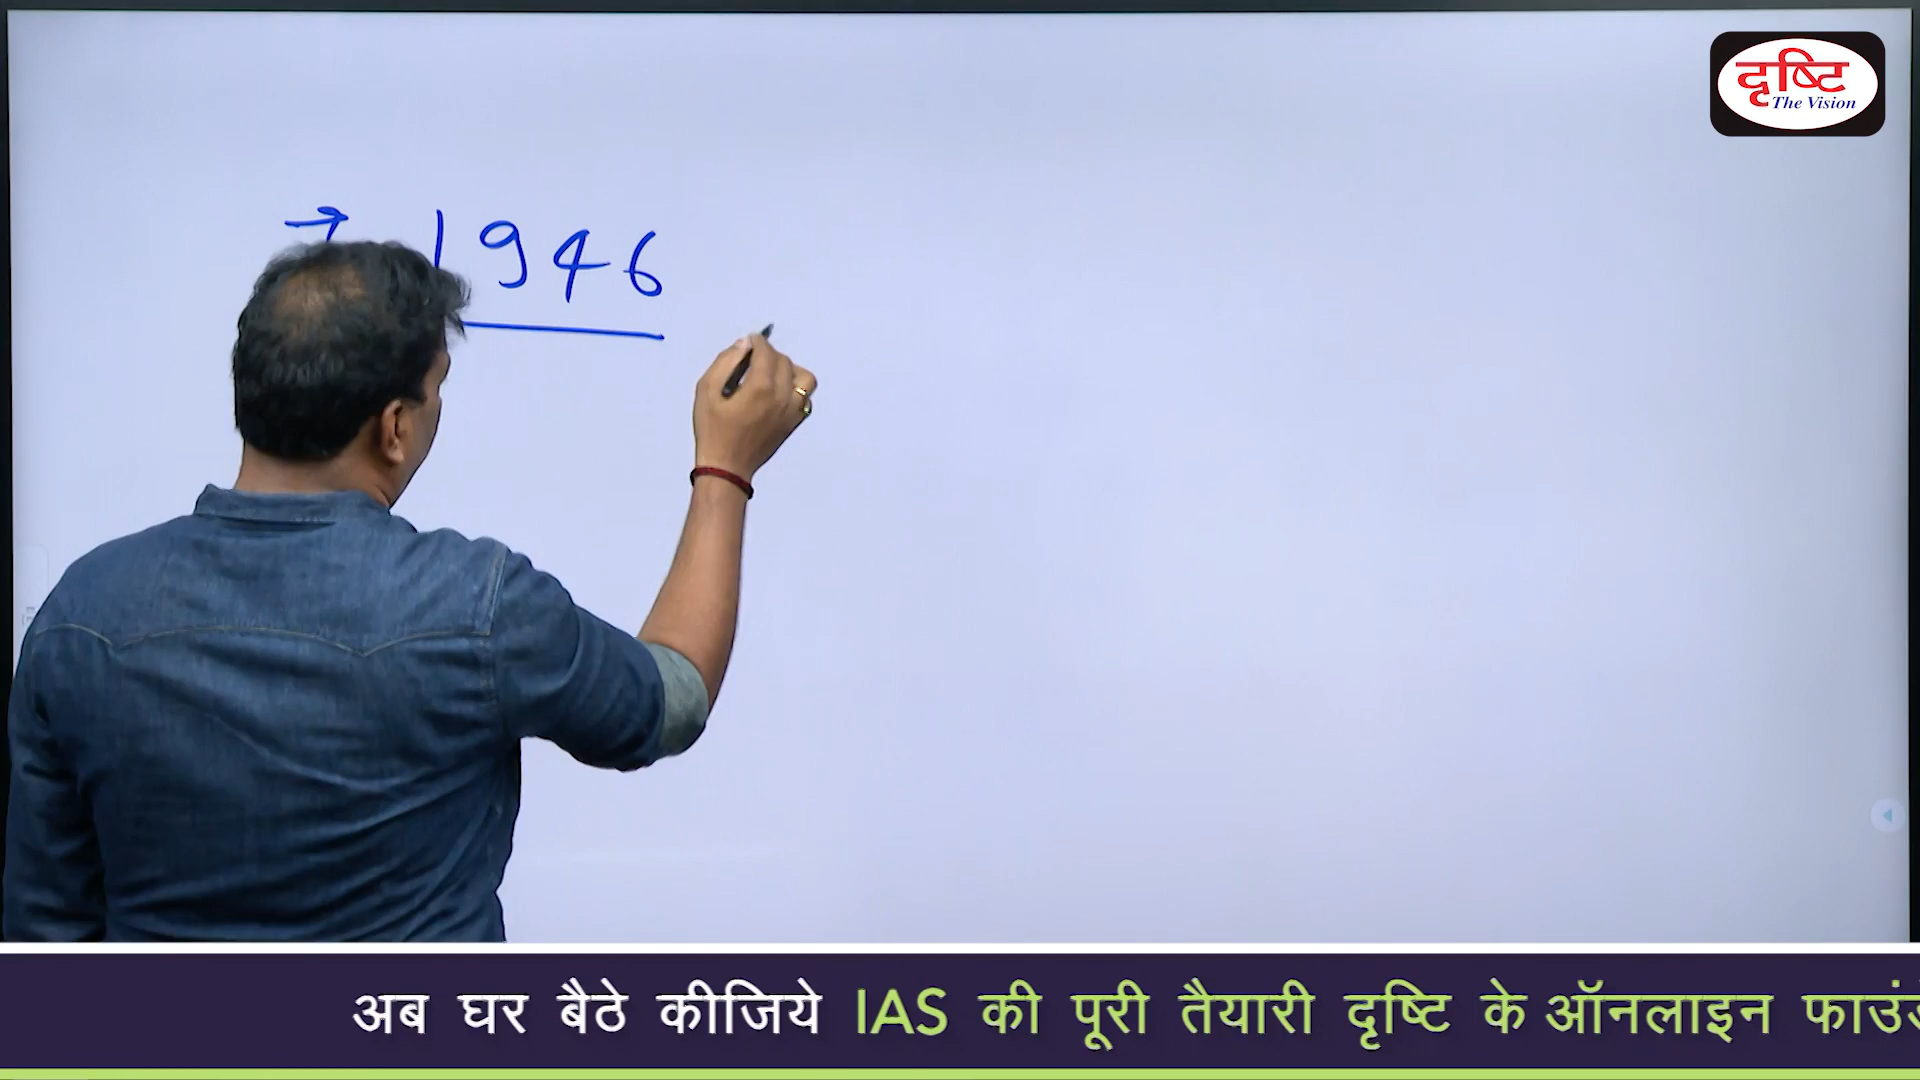 दृष्टि
The Vision
→ 1946
अब घर बैठे कीजिये IAS की पूरी तैयारी दृष्टि के ऑनलाइन